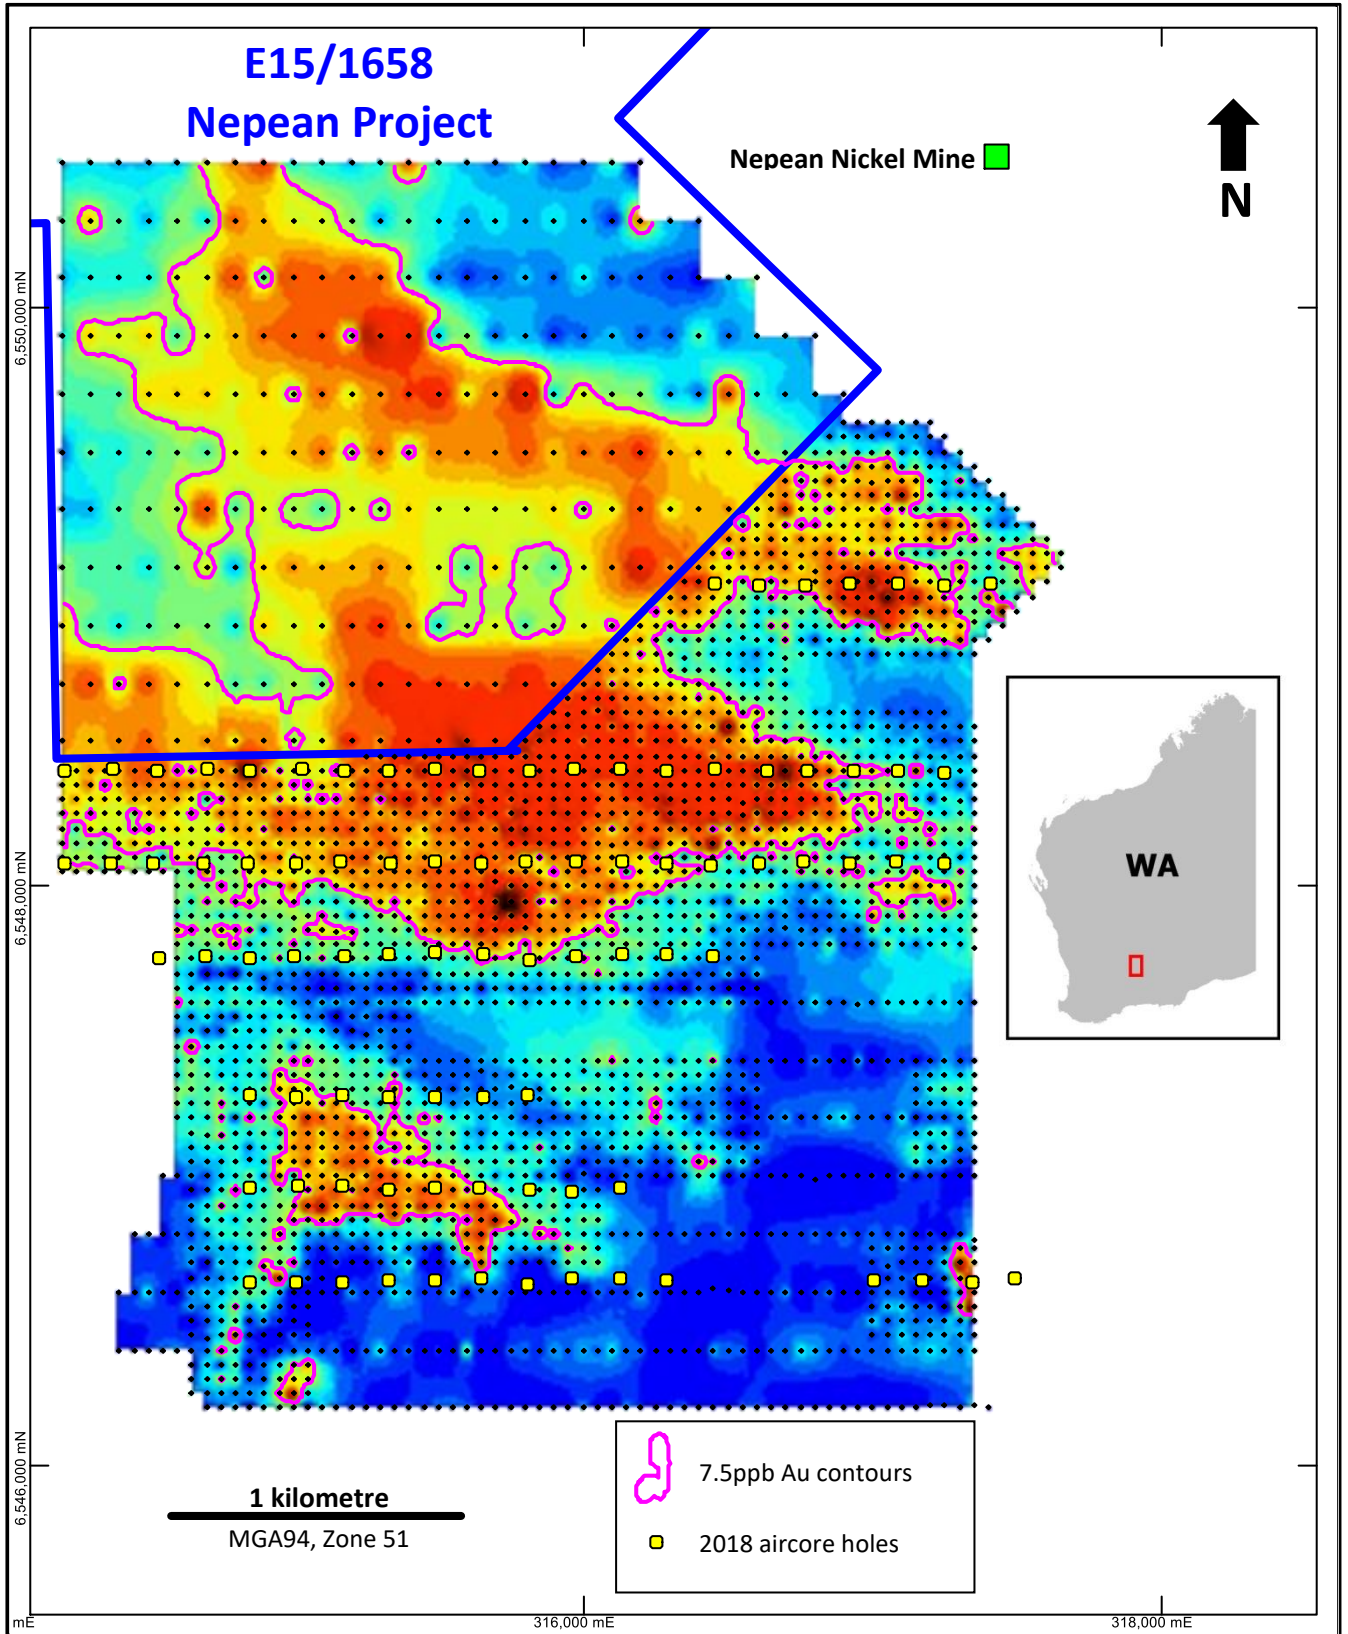 E15/1658
Nepean Project
Nepean Nickel Mine
N
6,550,000 mN
WA
6,548,000 mN
7.5ppb Au contours
1 kilometre
6,546,000 mN
MGA94, Zone 51
2018 aircore holes
mE
316,000 mE
318,000 mE